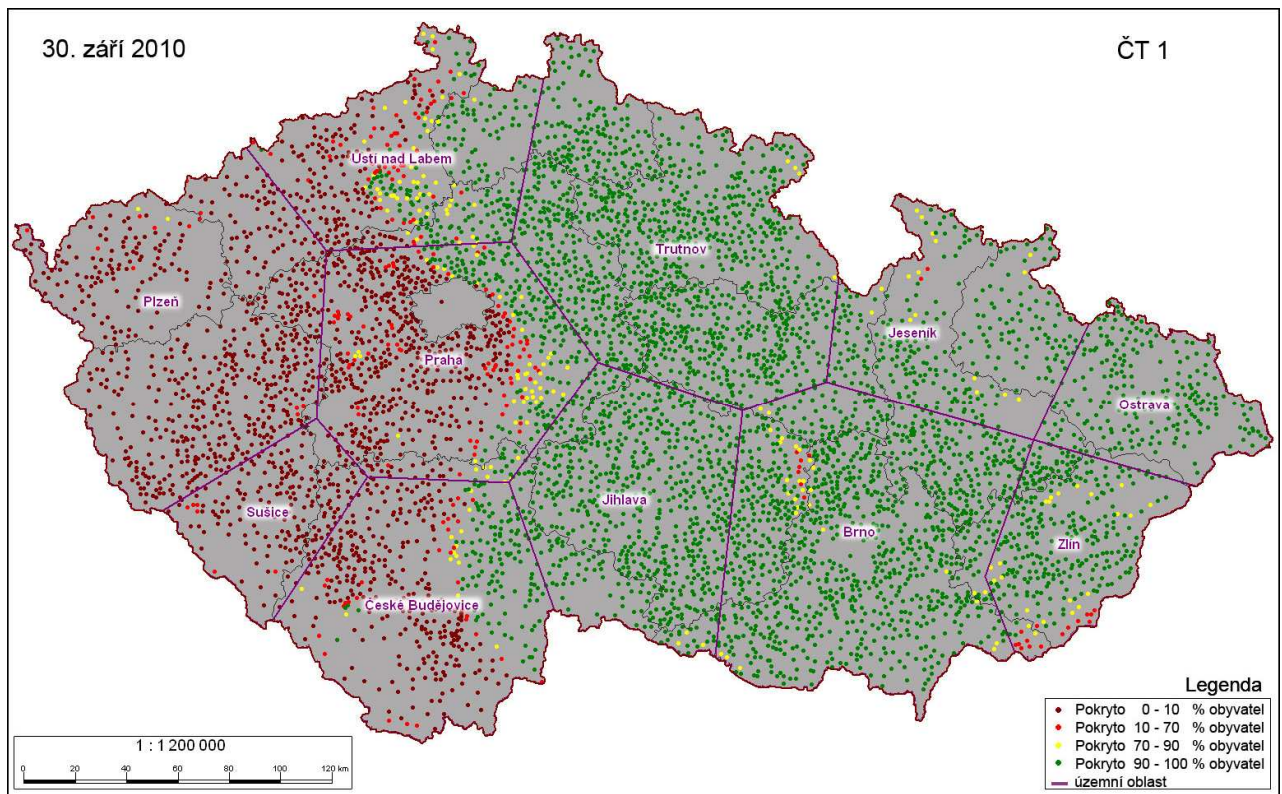 30. září 2010
ČT 1
Ústí nad Labem
Trutnov
Plzeň
Jeseník
Praha
Ostrava
Sušice
Jihlava
Brno
Zlín
České Budějovice
Legenda
Pokryto 0 - 10 % obyvatel
Pokryto 10 - 70 % obyvatel
Pokryto 70 - 90 % obyvatel
Pokryto 90 - 100 % obyvatel
územní oblast
1 : 1 200 000
0 20 40 60 80 100 120 km